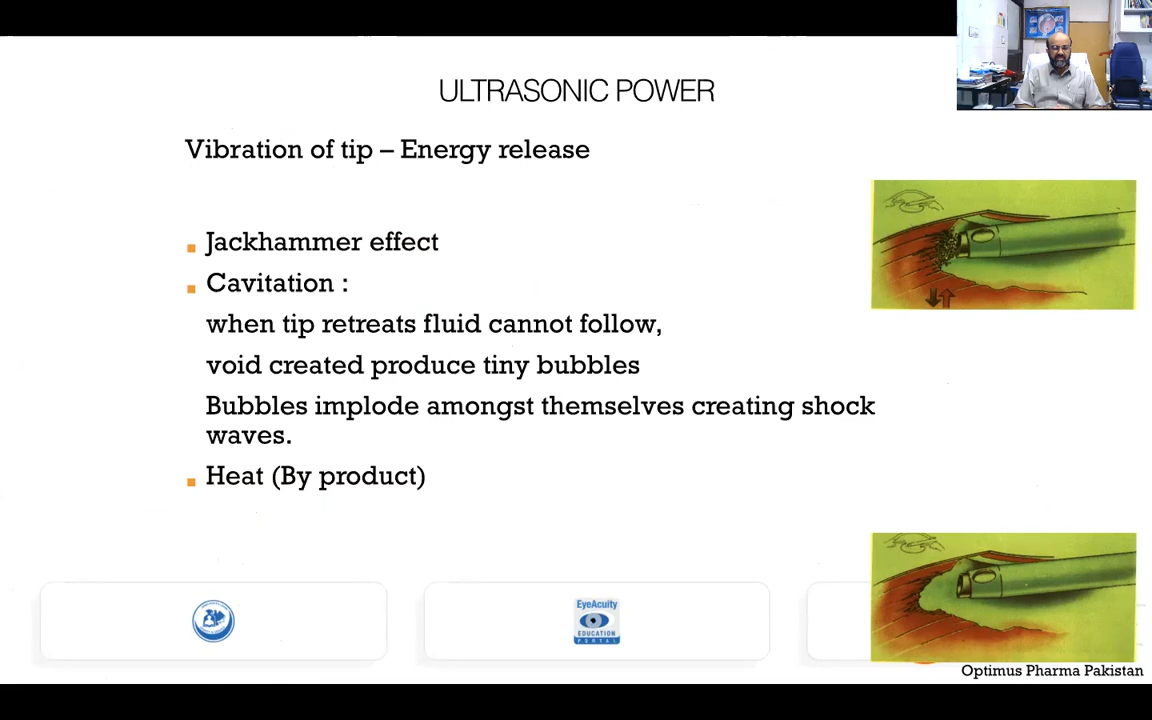 ULTRASONIC POWER
Vibration of tip – Energy release
Jackhammer effect
Cavitation :
when tip retreats fluid cannot follow,
void created produce tiny bubbles
Bubbles implode amongst themselves creating shock
waves.
Heat (By product)
EyeAcuity
EDUCATION
PORTAL
Optimus Pharma Pakistan